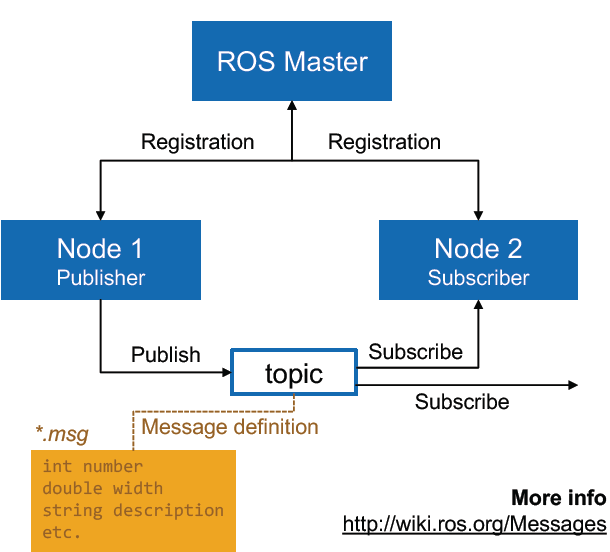 ROS Master
Registration
Registration
Node 1
Publisher
Node 2
Subscriber
Publish
topic
Subscribe
Subscribe
Message definition
*.msg
int number
double width
string description
etc.
More info
http://wiki.ros.org/Messages